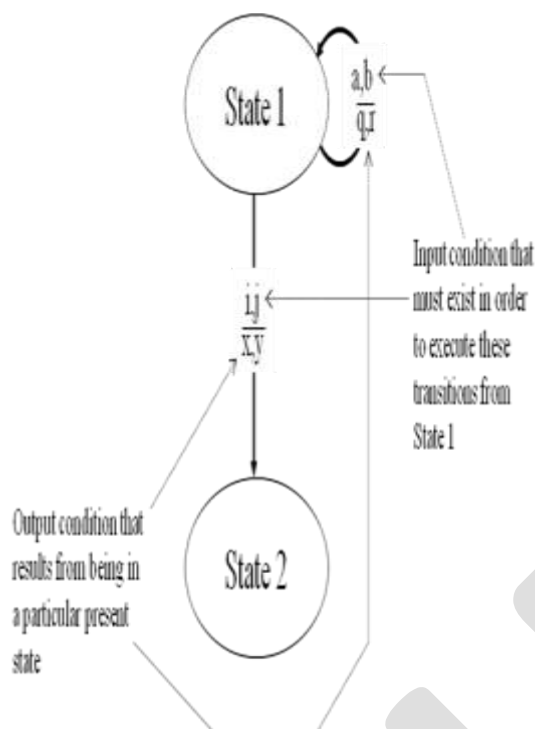 State 1
a,b
q,r
Input condition that
must exist in order
to execute these
transitions from
State 1
i,j
x,y
Output condition that
results from being in
a particular present
state
State 2